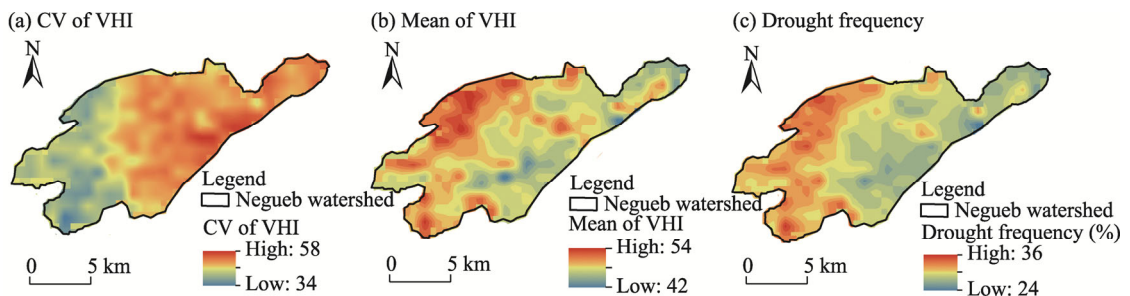 (a) CV of VHI
N
Legend
Negueb watershed
CV of VHI
High: 58
Low: 34
0 5 km
(b) Mean of VHI
N
Legend
Negueb watershed
Mean of VHI
High: 54
Low: 42
0 5 km
(c) Drought frequency
N
Legend
Negueb watershed
Drought frequency (%)
High: 36
Low: 24
0 5 km